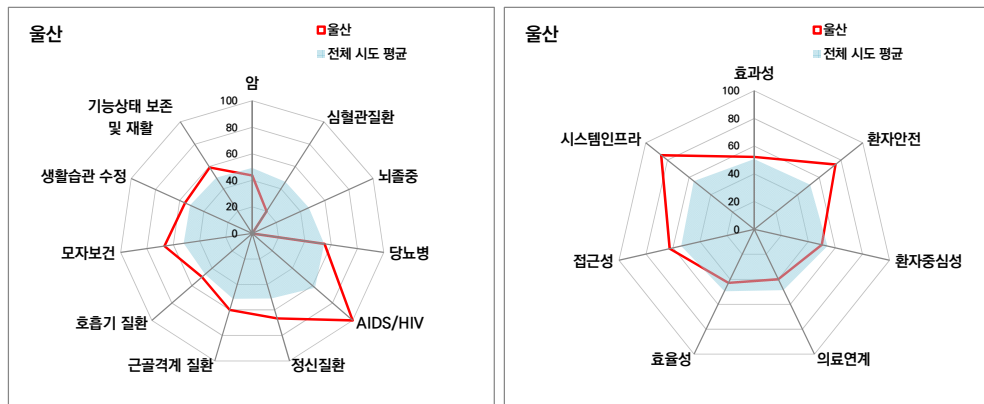 울산
울산
전체 시도 평균
암
심혈관질환
뇌졸중
당뇨병
AIDS/HIV
정신질환
근골격계 질환
호흡기 질환
모자보건
생활습관 수정
기능상태 보존
및 재활
100
80
60
40
20
0
울산
울산
전체 시도 평균
효과성
환자안전
환자중심성
의료연계
효율성
접근성
시스템인프라
100
80
60
40
20
0